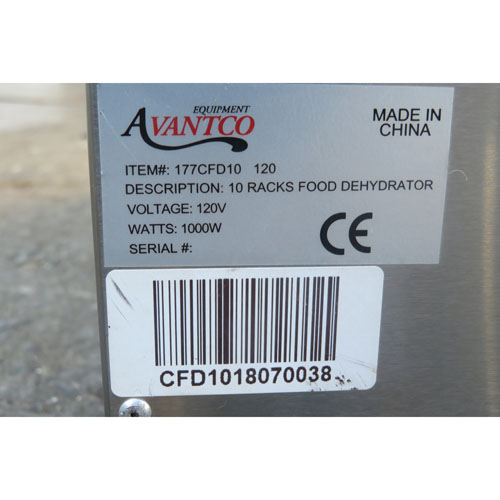 EQUIPMENT
AVANTCO
MADE IN
CHINA
ITEM#: 177CFD10 120
DESCRIPTION: 10 RACKS FOOD DEHYDRATOR
VOLTAGE: 120V
WATTS: 1000W
SERIAL #:
CE
CFD1018070038